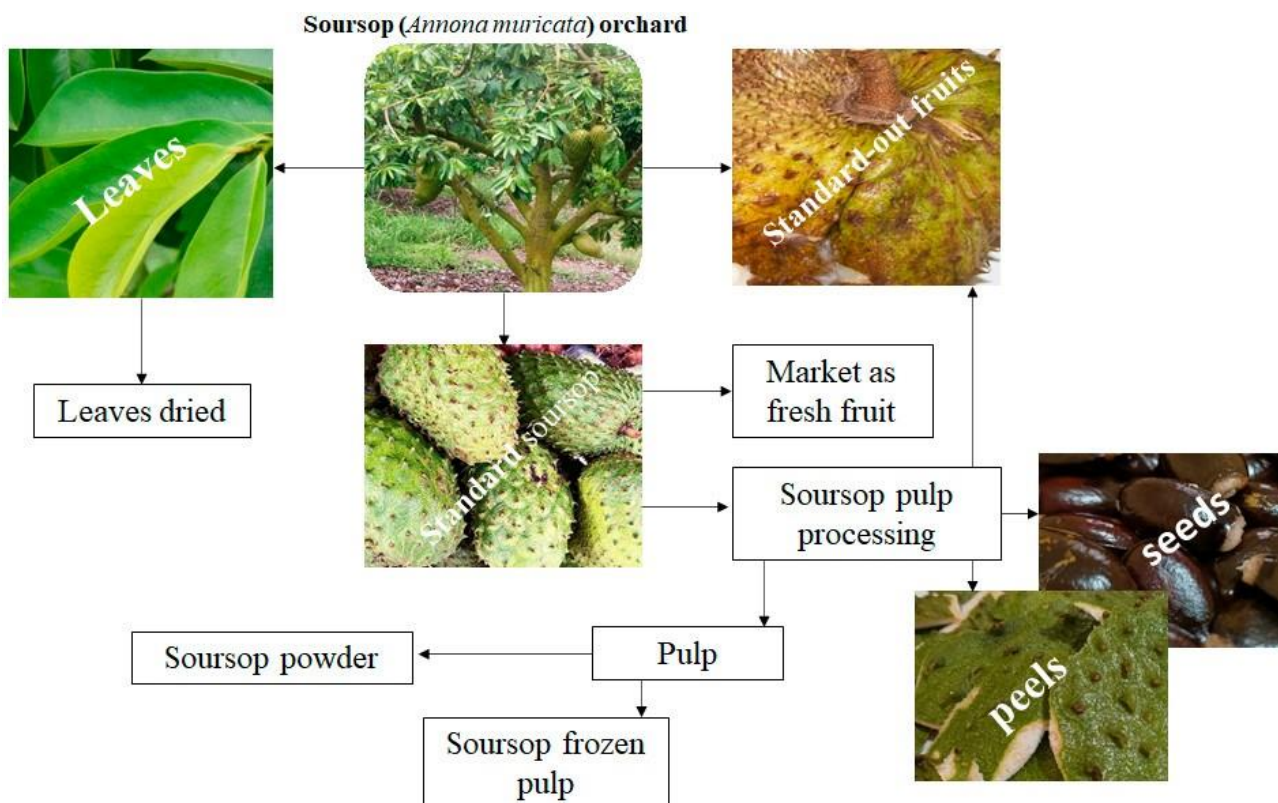 Soursop (Annona muricata) orchard
Leaves
Standard-out fruits
Leaves dried
Standard soursop
Market as
fresh fruit
Soursop pulp
processing
seeds
Soursop powder
Pulp
peels
Soursop frozen
pulp